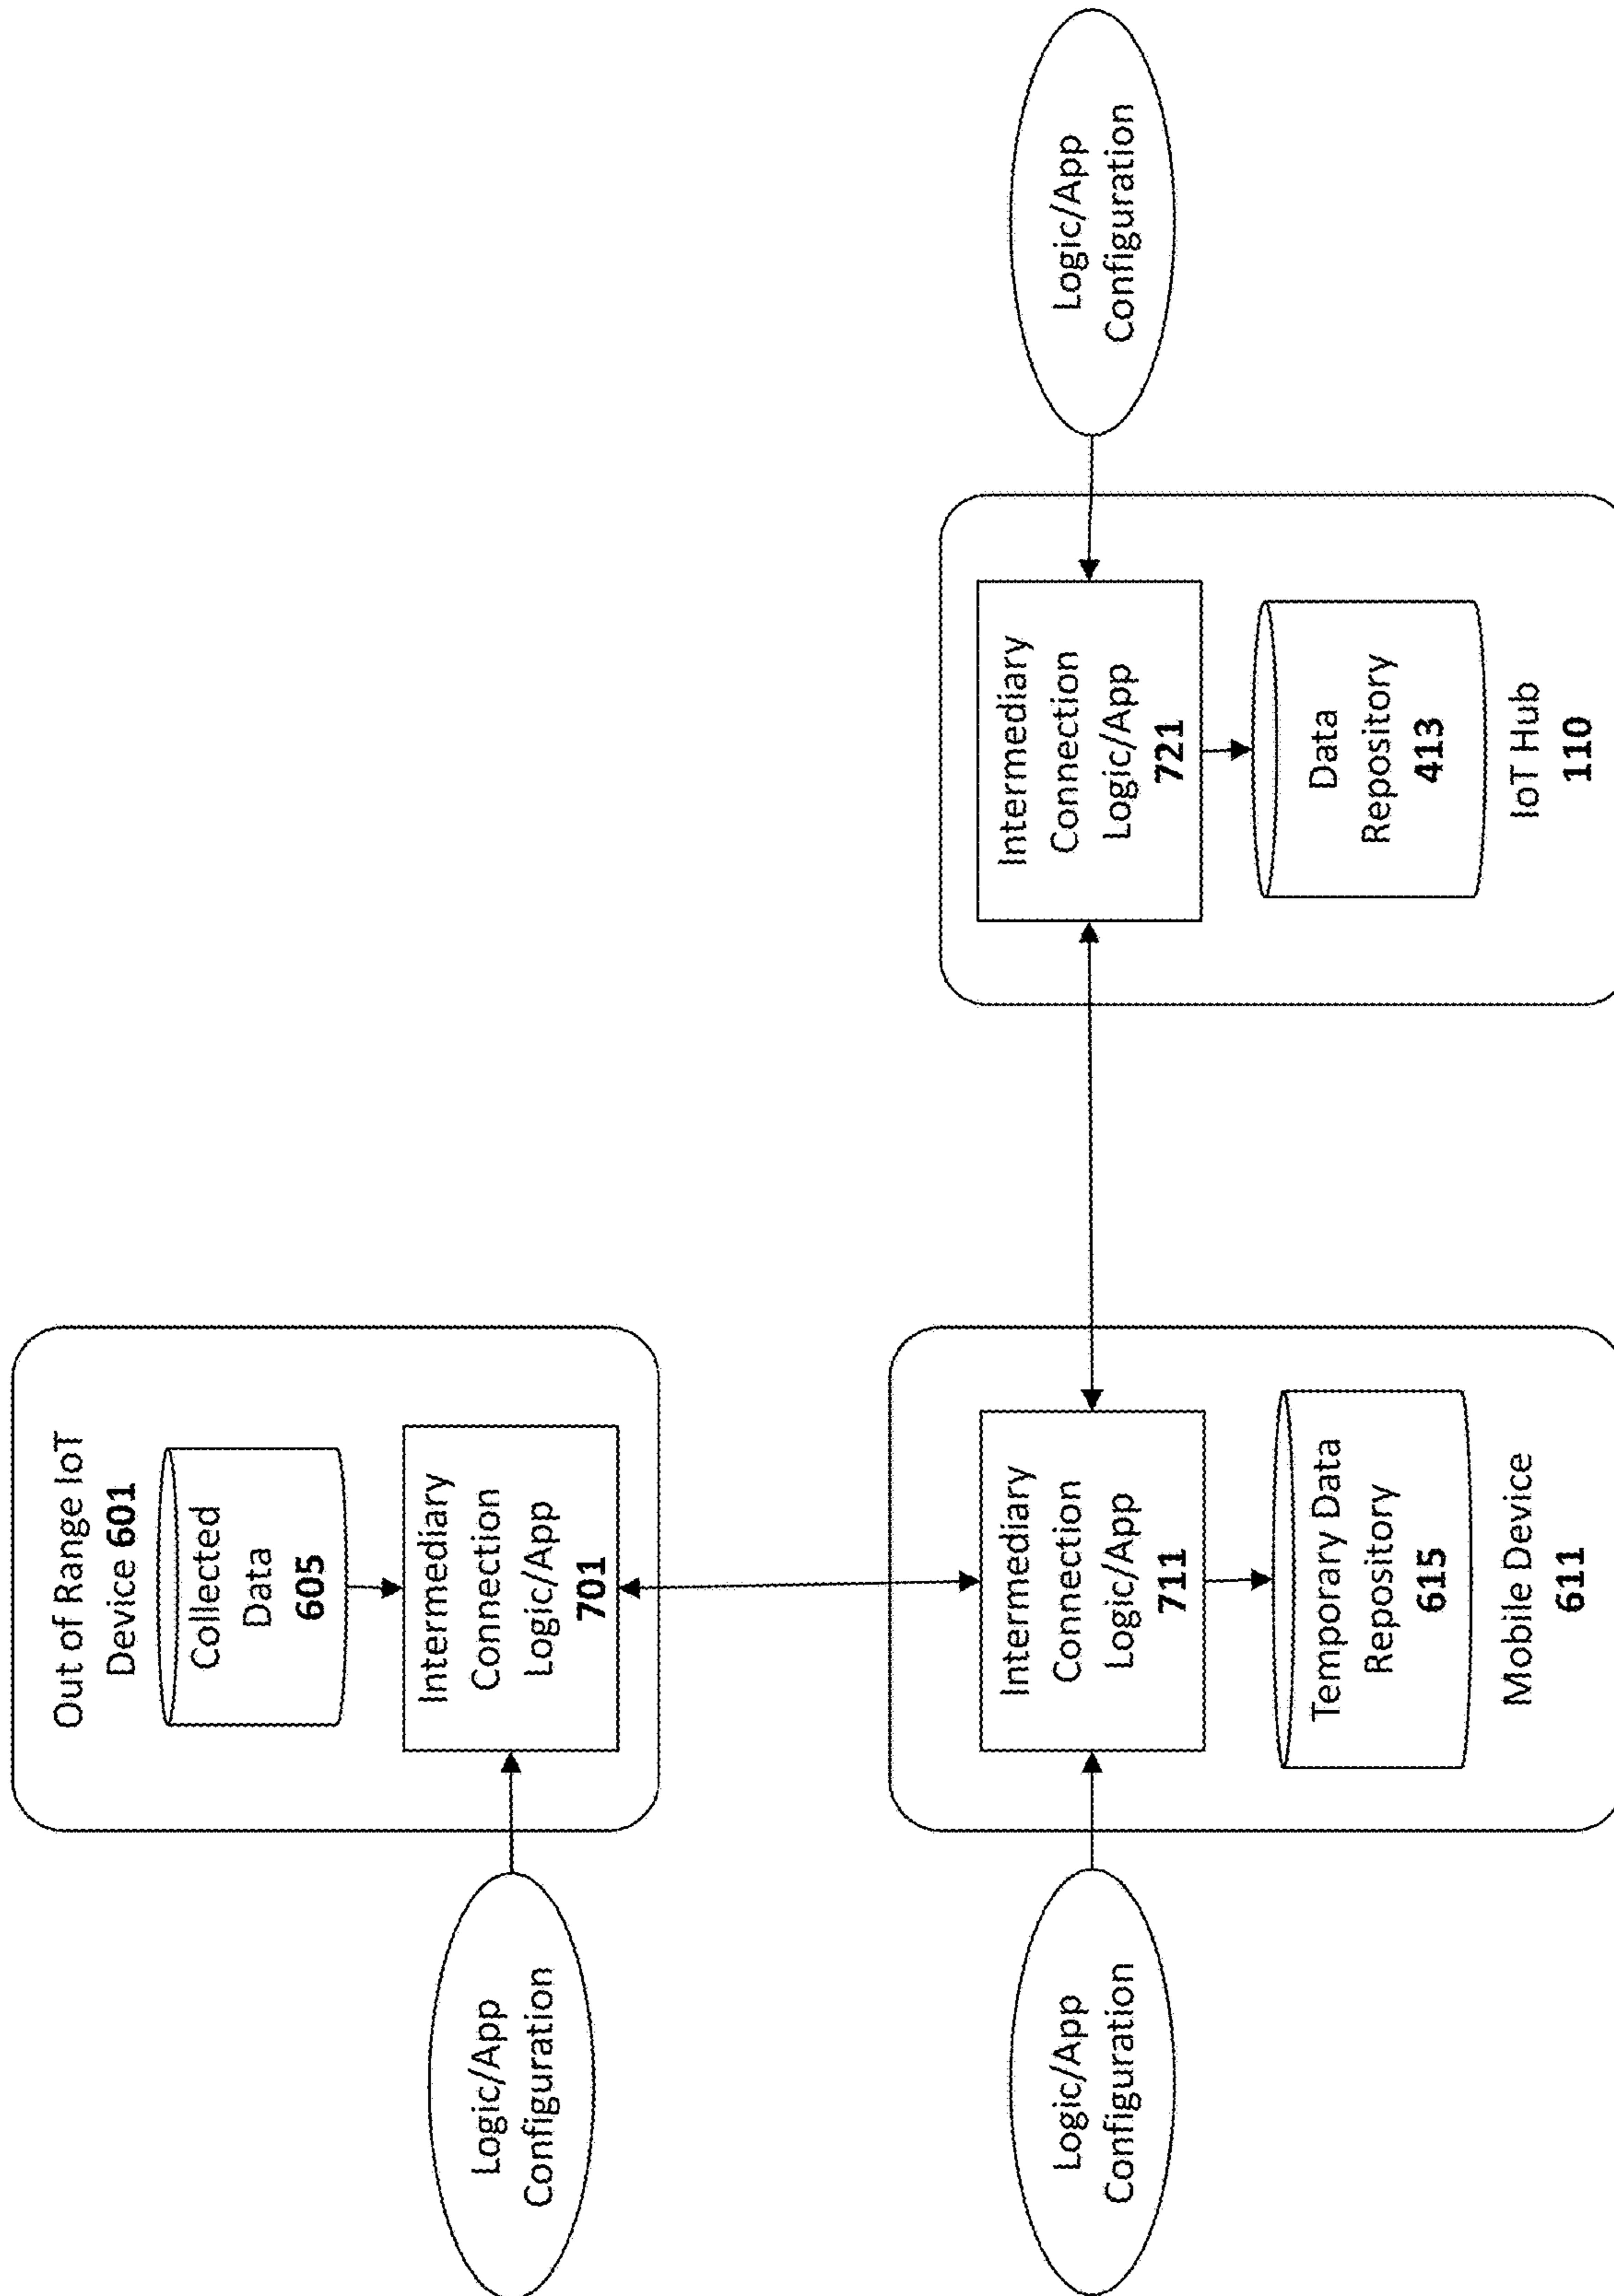 Out of Range IoT
Device 601
Collected
Data
605
Intermediary
Connection
Logic/App
701
Logic/App
Configuration
Logic/App
Configuration
Intermediary
Connection
Logic/App
711
Temporary Data
Repository
615
Mobile Device
611
Intermediary
Connection
Logic/App
721
Data
Repository
413
IoT Hub
110
Logic/App
Configuration